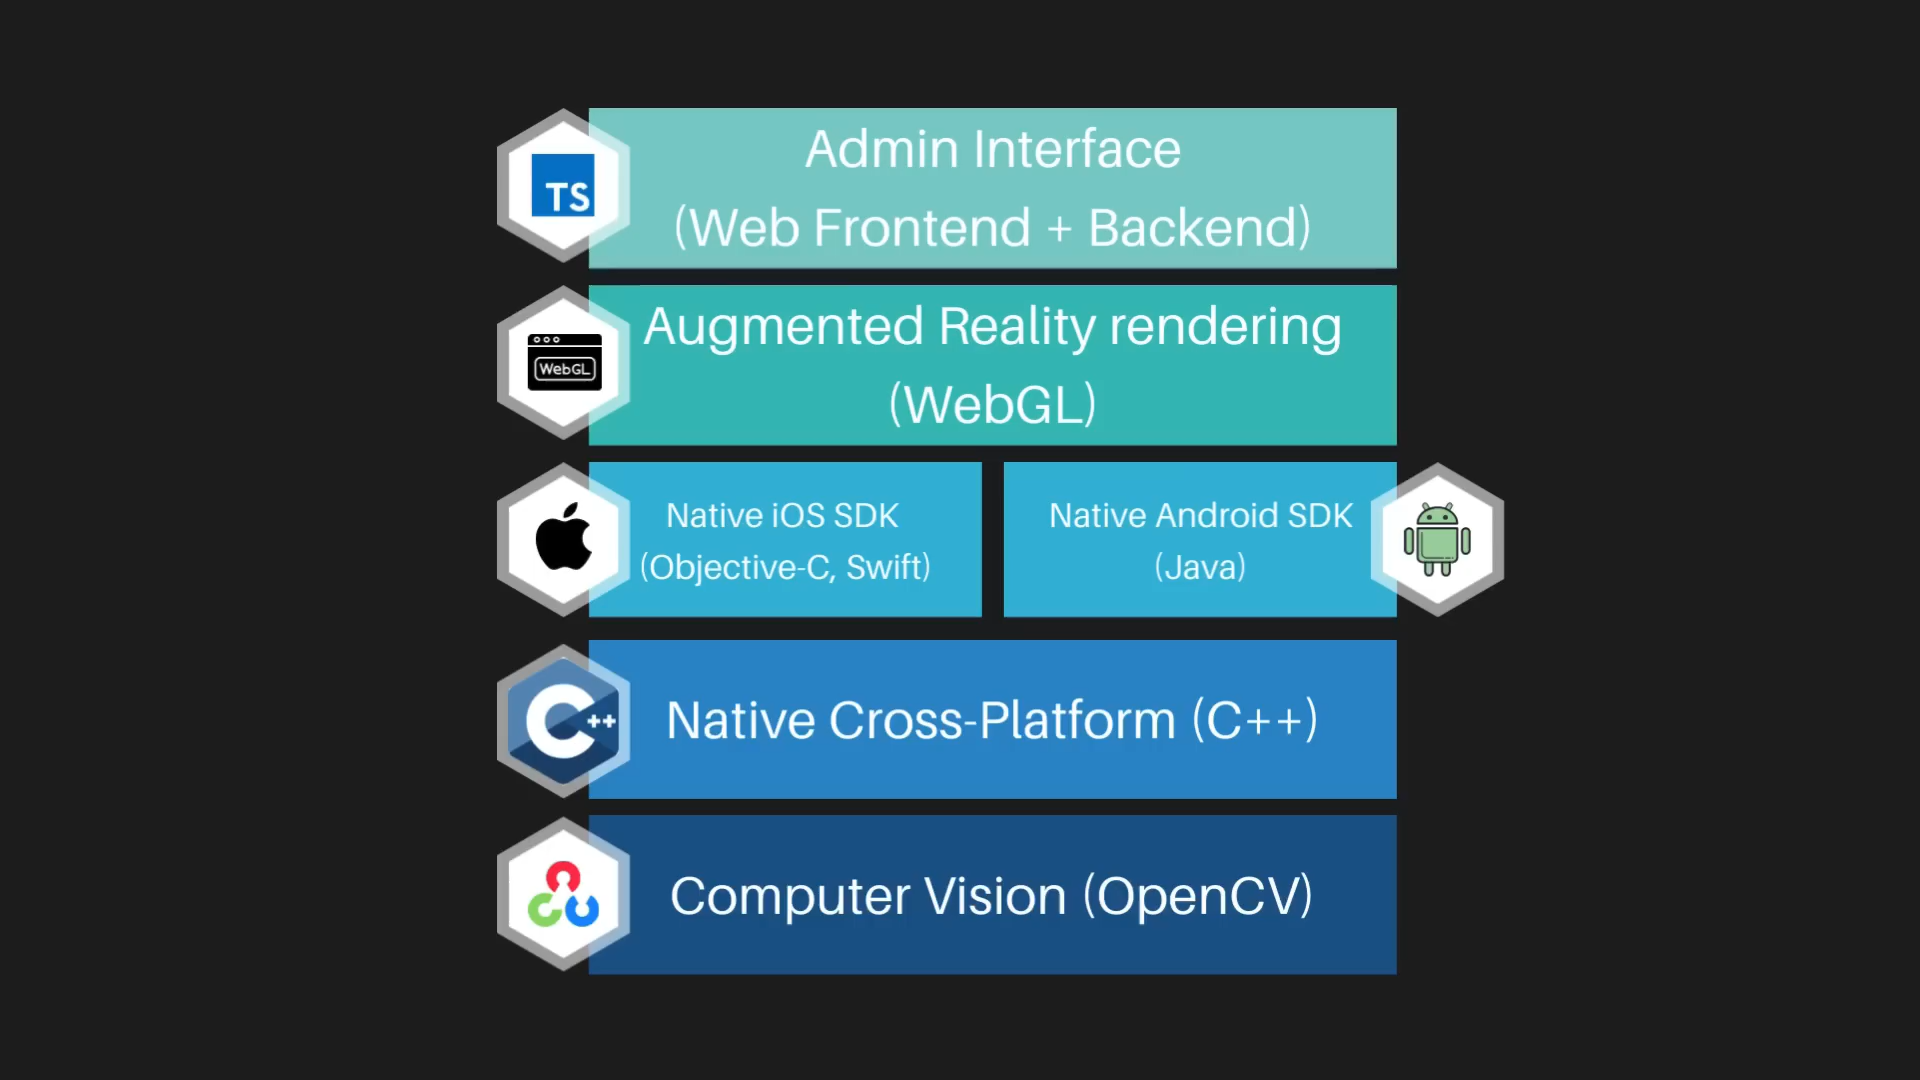 TS
Admin Interface
(Web Frontend + Backend)
WebGL
Augmented Reality rendering
(WebGL)
Native iOS SDK
(Objective-C, Swift)
Native Android SDK
(Java)
C++
Native Cross-Platform (C++)
Computer Vision (OpenCV)